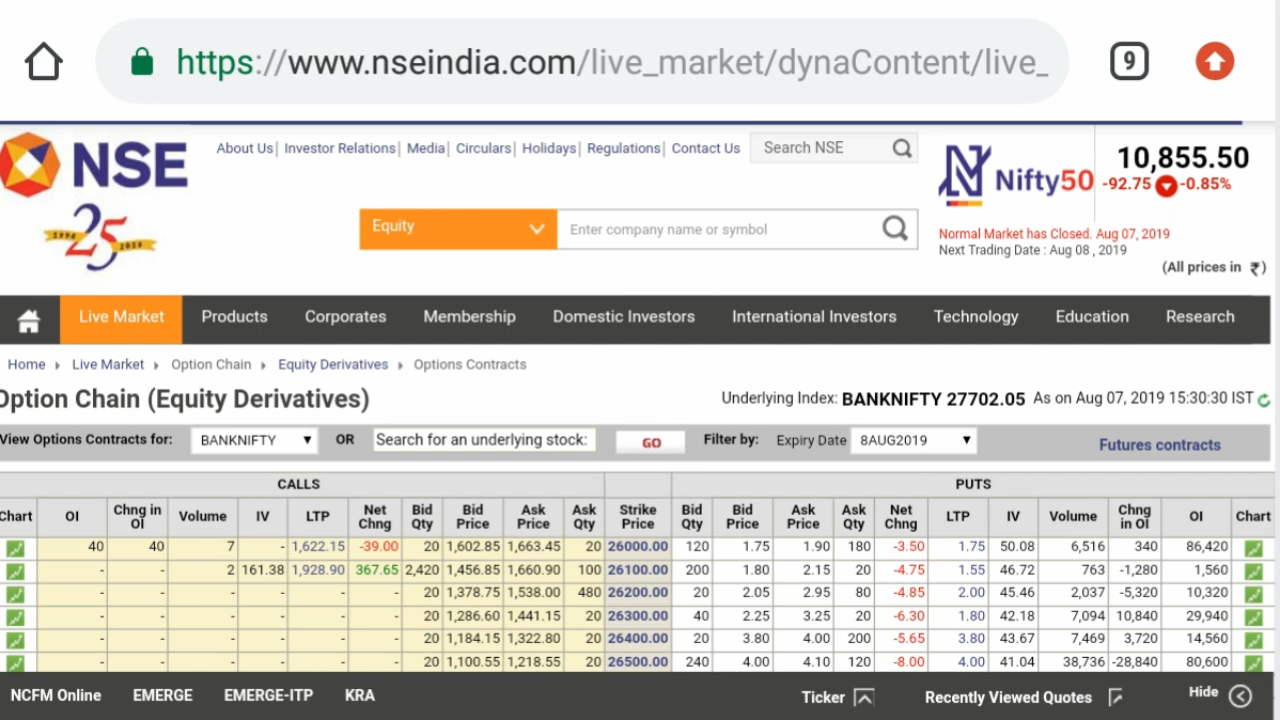 https://www.nseindia.com/live_market/dynaContent/live_
9
NSE
25
About Us| Investor Relations| Media| Circulars| Holidays| Regulations| Contact Us
Search NSE
Nifty50
10,855.50
-92.75 -0.85%
Equity
Enter company name or symbol
Normal Market has Closed. Aug 07, 2019
Next Trading Date : Aug 08 , 2019
(All prices in ₹)
Live Market Products Corporates Membership Domestic Investors International Investors Technology Education Research
Home Live Market Option Chain Equity Derivatives Options Contracts
Option Chain (Equity Derivatives)
Underlying Index: BANKNIFTY 27702.05 As on Aug 07, 2019 15:30:30 IST
View Options Contracts for: BANKNIFTY OR Search for an underlying stock: GO Filter by: Expiry Date 8AUG2019 Futures contracts
CALLS PUTS
Chart OI Chng in OI Volume IV LTP Net Chng Bid Qty Bid Price Ask Price Ask Qty Strike Price Bid Qty Bid Price Ask Price Ask Qty Net Chng LTP IV Volume Chng in OI OI Chart
40 40 7 - 1,622.15 -39.00 20 1,602.85 1,663.45 20 26000.00 120 1.75 1.90 180 -3.50 1.75 50.08 6,516 340 86,420
- - 2 161.38 1,928.90 367.65 2,420 1,456.85 1,660.90 100 26100.00 200 1.80 2.15 20 -4.75 1.55 46.72 763 -1,280 1,560
- - - - - - 20 1,378.75 1,538.00 480 26200.00 20 2.05 2.95 80 -4.85 2.00 45.46 2,037 -5,320 10,320
- - - - - - 20 1,286.60 1,441.15 20 26300.00 40 2.25 3.25 20 -6.30 1.80 42.18 7,094 10,840 29,940
- - - - - - 20 1,184.15 1,322.80 20 26400.00 20 3.80 4.00 200 -5.65 3.80 43.67 7,469 3,720 14,560
- - - - - - 20 1,100.55 1,218.55 20 26500.00 240 4.00 4.10 120 -8.00 4.00 41.04 38,736 -28,840 80,600
NCFM Online EMERGE EMERGE-ITP KRA Ticker Recently Viewed Quotes Hide